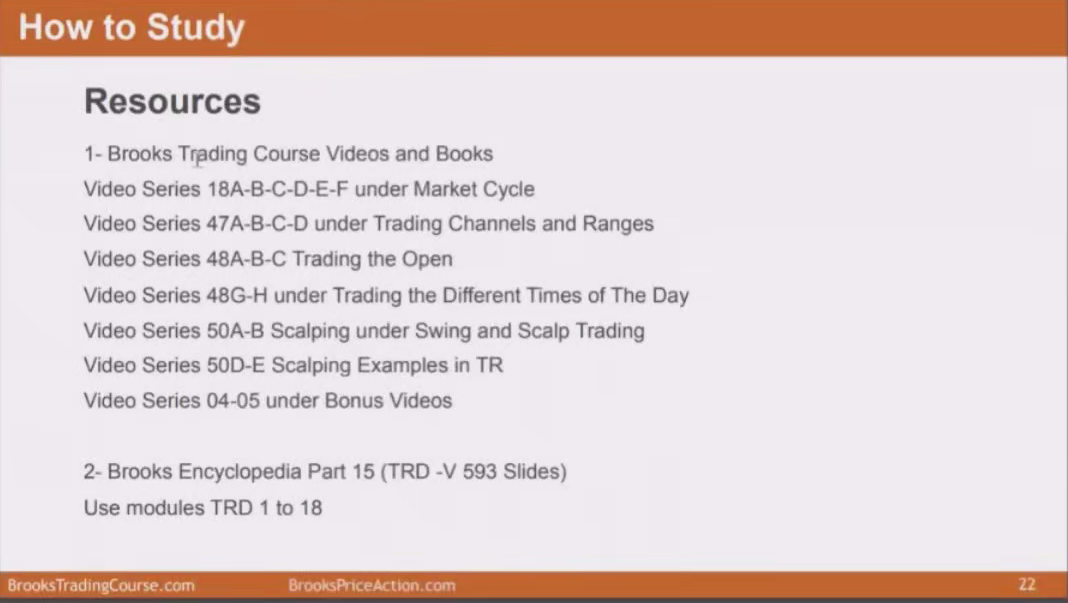 How to Study
Resources
1- Brooks Trading Course Videos and Books
Video Series 18A-B-C-D-E-F under Market Cycle
Video Series 47A-B-C-D under Trading Channels and Ranges
Video Series 48A-B-C Trading the Open
Video Series 48G-H under Trading the Different Times of The Day
Video Series 50A-B Scalping under Swing and Scalp Trading
Video Series 50D-E Scalping Examples in TR
Video Series 04-05 under Bonus Videos
2- Brooks Encyclopedia Part 15 (TRD -V 593 Slides)
Use modules TRD 1 to 18
BrooksTradingCourse.com BrooksPriceAction.com 22